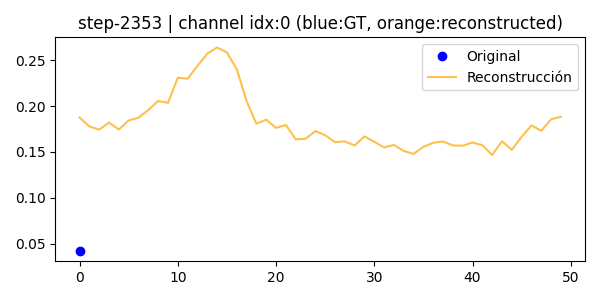 step-2353 | channel idx:0 (blue:GT, orange:reconstructed)
Original
Reconstrucción
0.25
0.20
0.15
0.10
0.05
0 10 20 30 40 50